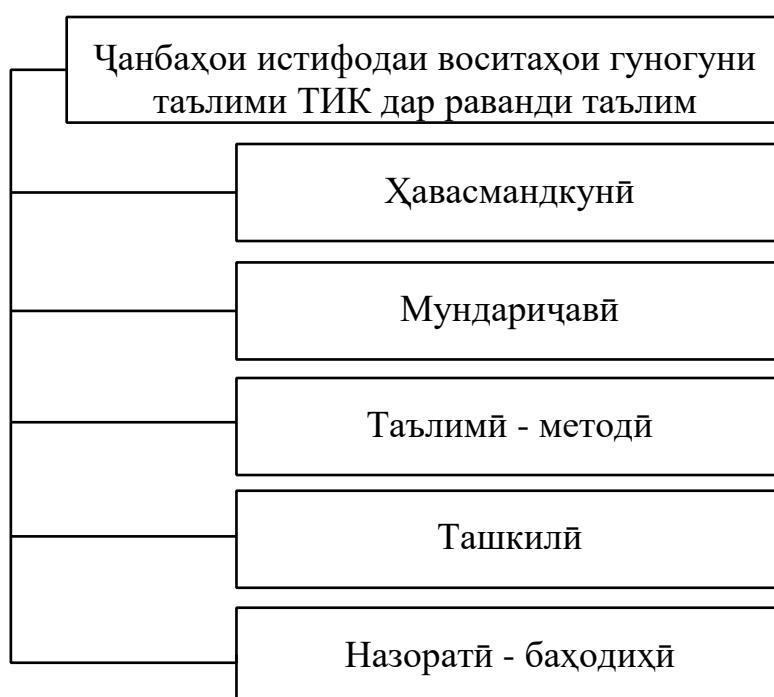 Ҷанбаҳои истифодаи воситаҳои гуногуни
таълими ТИК дар раванди таълим
Ҳавасмандкунӣ
Мундариҷавӣ
Таълимӣ - методӣ
Ташкилӣ
Назоратӣ - баҳодиҳӣ